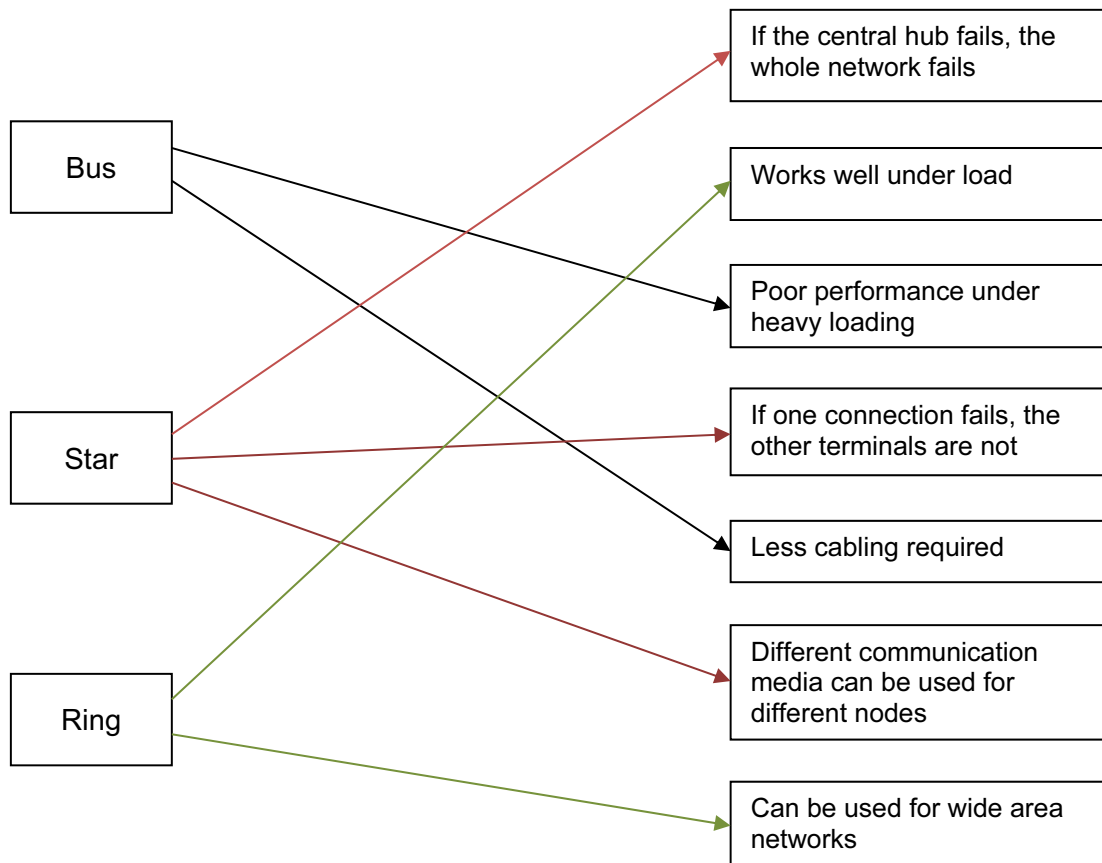 Bus
Star
Ring
If the central hub fails, the
whole network fails
Works well under load
Poor performance under
heavy loading
If one connection fails, the
other terminals are not
Less cabling required
Different communication
media can be used for
different nodes
Can be used for wide area
networks